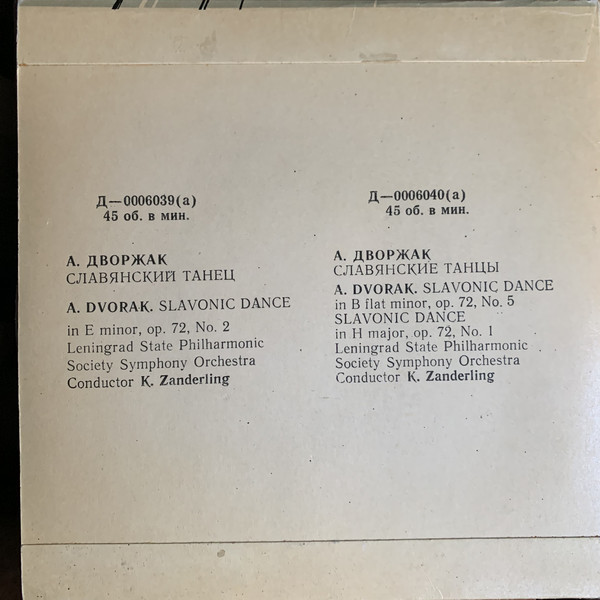 Д—0006039(а)
45 об. в мин.
А. ДВОРЖАК
СЛАВЯНСКИЙ ТАНЕЦ
A. DVORAK. SLAVONIC DANCE
in E minor, op. 72, No. 2
Leningrad State Philharmonic
Society Symphony Orchestra
Conductor K. Zanderling
Д—0006040(а)
45 об. в мин.
А. ДВОРЖАК
СЛАВЯНСКИЕ ТАНЦЫ
A. DVORAK. SLAVONIC DANCE
in B flat minor, op. 72, No. 5
SLAVONIC DANCE
in H major, op. 72, No. 1
Leningrad State Philharmonic
Society Symphony Orchestra
Conductor K. Zanderling